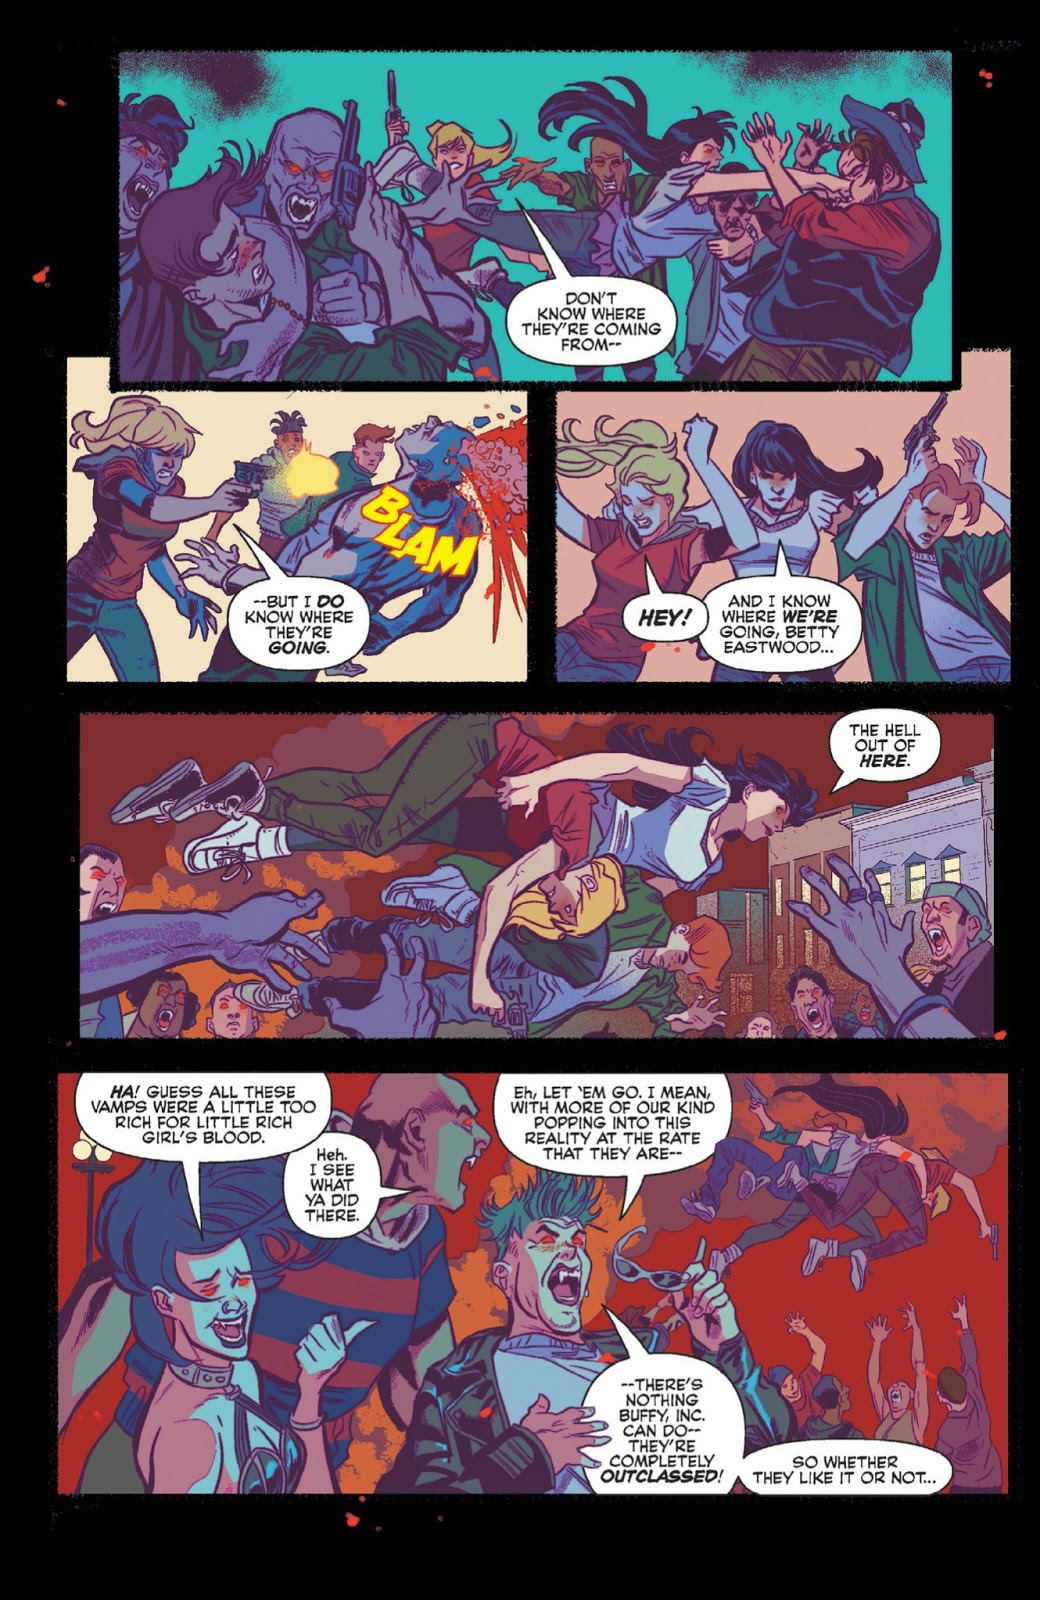 DON'T
KNOW WHERE
THEY'RE COMING
FROM--
BLAM
--BUT I DO
KNOW WHERE
THEY'RE
GOING.
HEY!
AND I KNOW
WHERE WE'RE
GOING, BETTY
EASTWOOD...
THE HELL
OUT OF
HERE.
HA! GUESS ALL THESE
VAMPS WERE A LITTLE TOO
RICH FOR LITTLE RICH
GIRL'S BLOOD.
Heh.
I SEE
WHAT
YA DID
THERE.
Eh, LET 'EM GO. I MEAN,
WITH MORE OF OUR KIND
POPPING INTO THIS
REALITY AT THE RATE
THAT THEY ARE--
--THERE'S
NOTHING
BUFFY, INC.
CAN DO--
THEY'RE
COMPLETELY
OUTCLASSED!
SO WHETHER
THEY LIKE IT OR NOT...